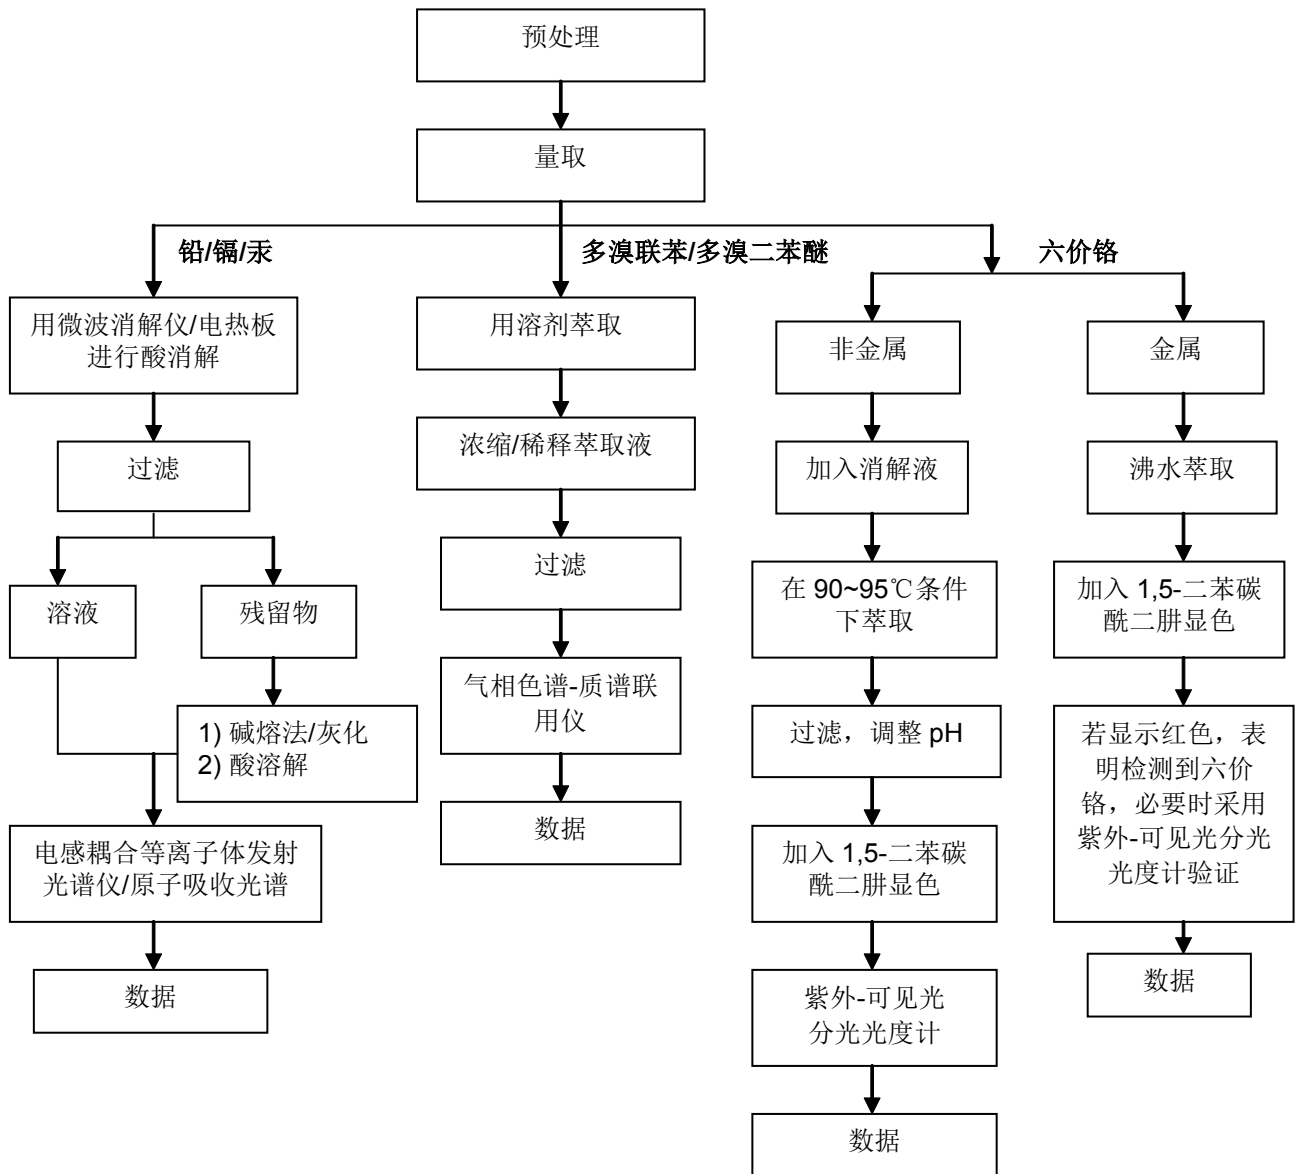 预处理
量取
铅/镉/汞
多溴联苯/多溴二苯醚
六价铬
用微波消解仪/电热板
进行酸消解
过滤
溶液
残留物
1) 碱熔法/灰化
2) 酸溶解
电感耦合等离子体发射
光谱仪/原子吸收光谱
数据
用溶剂萃取
浓缩/稀释萃取液
过滤
气相色谱-质谱联
用仪
数据
非金属
加入消解液
在 90~95℃条件
下萃取
过滤，调整 pH
加入 1,5-二苯碳
酰二肼显色
紫外-可见光
分光光度计
数据
金属
沸水萃取
加入 1,5-二苯碳
酰二肼显色
若显示红色，表
明检测到六价
铬，必要时采用
紫外-可见光分光
光度计验证
数据